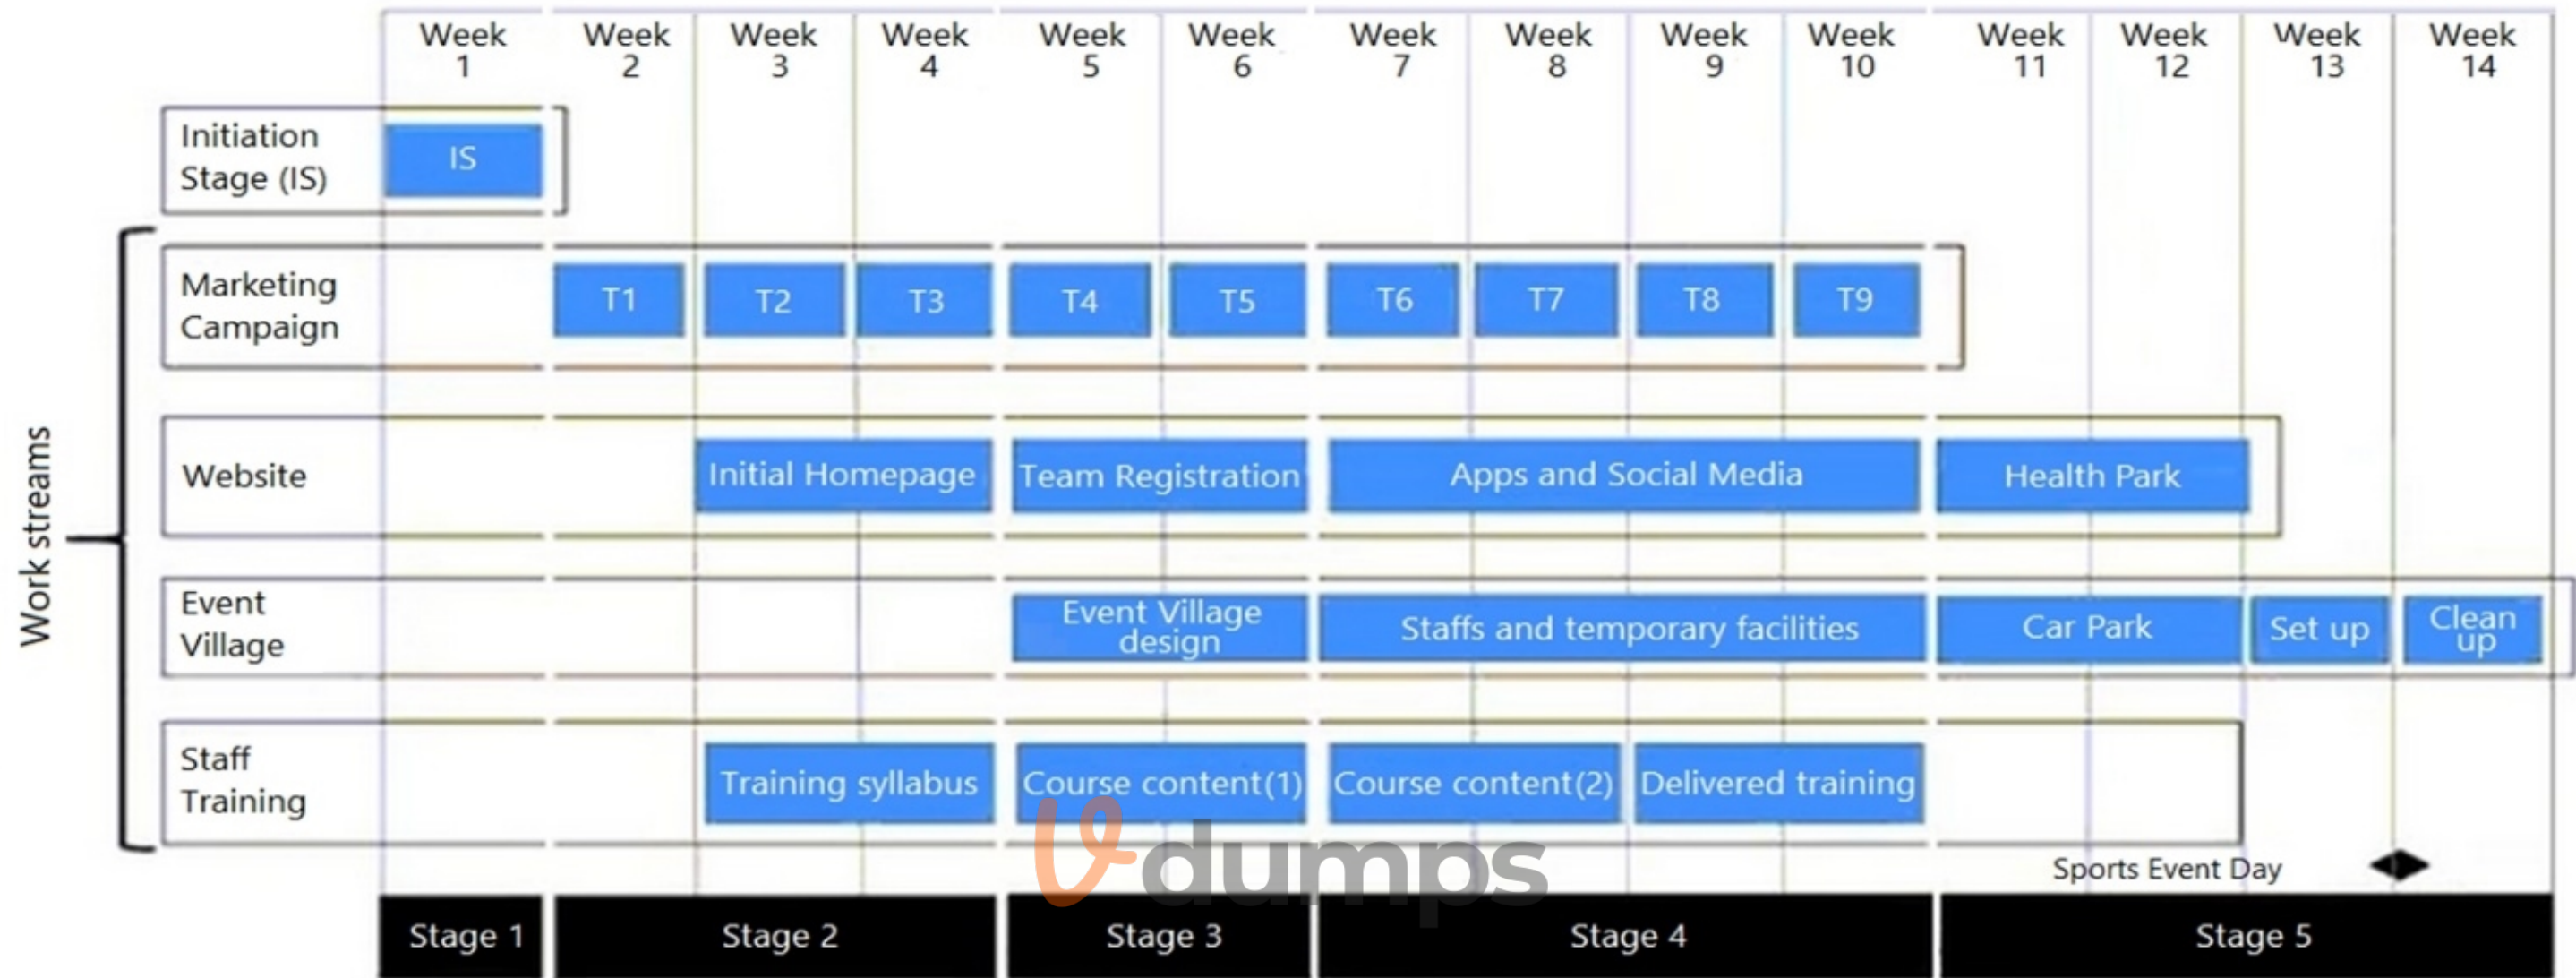 Week 1
Week 2
Week 3
Week 4
Week 5
Week 6
Week 7
Week 8
Week 9
Week 10
Week 11
Week 12
Week 13
Week 14
Initiation
Stage (IS)
IS
Work streams
Marketing
Campaign
T1
T2
T3
T4
T5
T6
T7
T8
T9
Website
Initial Homepage
Team Registration
Apps and Social Media
Health Park
Event
Village
Event Village
design
Staffs and temporary facilities
Car Park
Set up
Clean
up
Staff
Training
Training syllabus
Course content(1)
Course content(2)
Delivered training
Sports Event Day
dumps
Stage 1
Stage 2
Stage 3
Stage 4
Stage 5